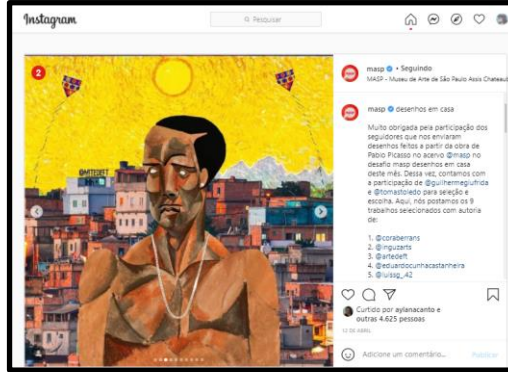 Instagram
Pesquisar
2
masp • Seguindo
MASP - Museu de Arte de São Paulo Assis Chateaub
masp desenhos em casa
Muito obrigada pela participação dos
seguidores que nos enviaram
desenhos feitos a partir da obra de
Pablo Picasso no acervo @masp no
desafio masp desenhos em casa
deste mês. Dessa vez, contamos com
a participação de @guilhermegiufrida
e @tomastoledo para seleção e
escolha. Aqui, nós postamos os 9
trabalhos selecionados com autoria
de:
1. @coraberrans
2. @inguzerts
3. @artedeft
4. @eduardocunhacastanheira
5. @luissg_42
Curtido por aylanacanto e
outras 4.625 pessoas
12 DE ABRIL
Adicione um comentário...
Publicar
@ARTEDEFT